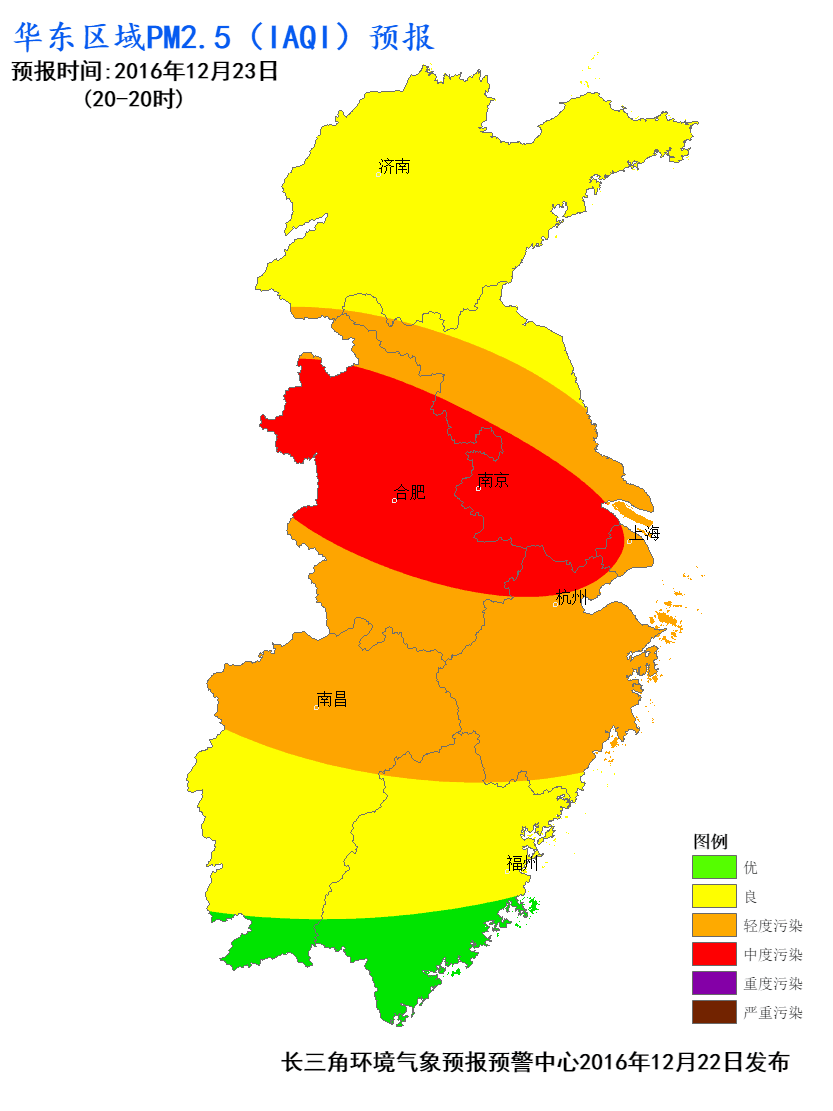 华东区域PM2.5（IAQI）预报
预报时间:2016年12月23日
(20-20时)
济南
南京
合肥
上海
杭州
南昌
福州
图例
优
良
轻度污染
中度污染
重度污染
严重污染
长三角环境气象预报预警中心2016年12月22日发布